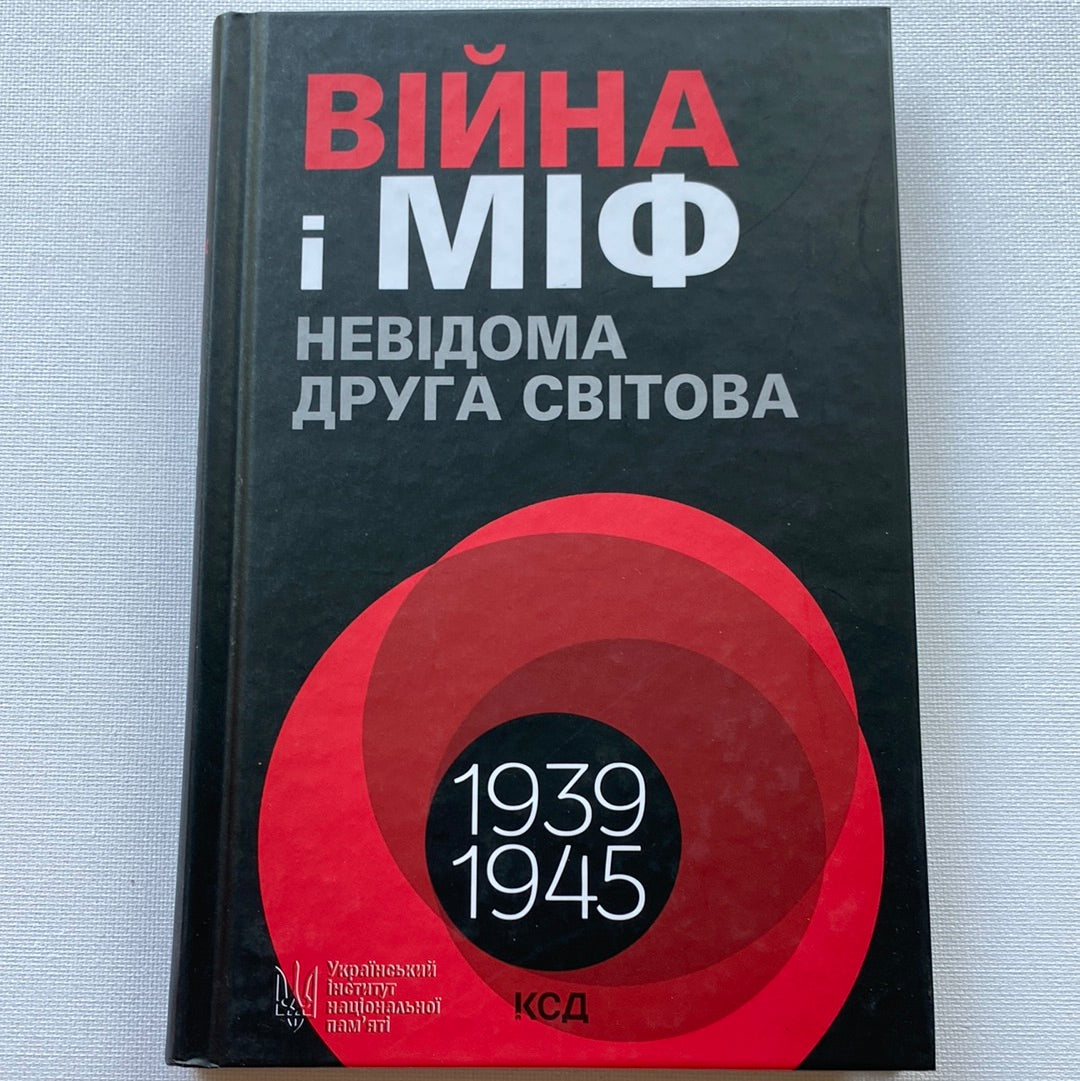 ВІЙНА
і МІФ
НЕВІДОМА
ДРУГА СВІТОВА
1939
1945
Український
інститут
національної
пам'яті
КСД